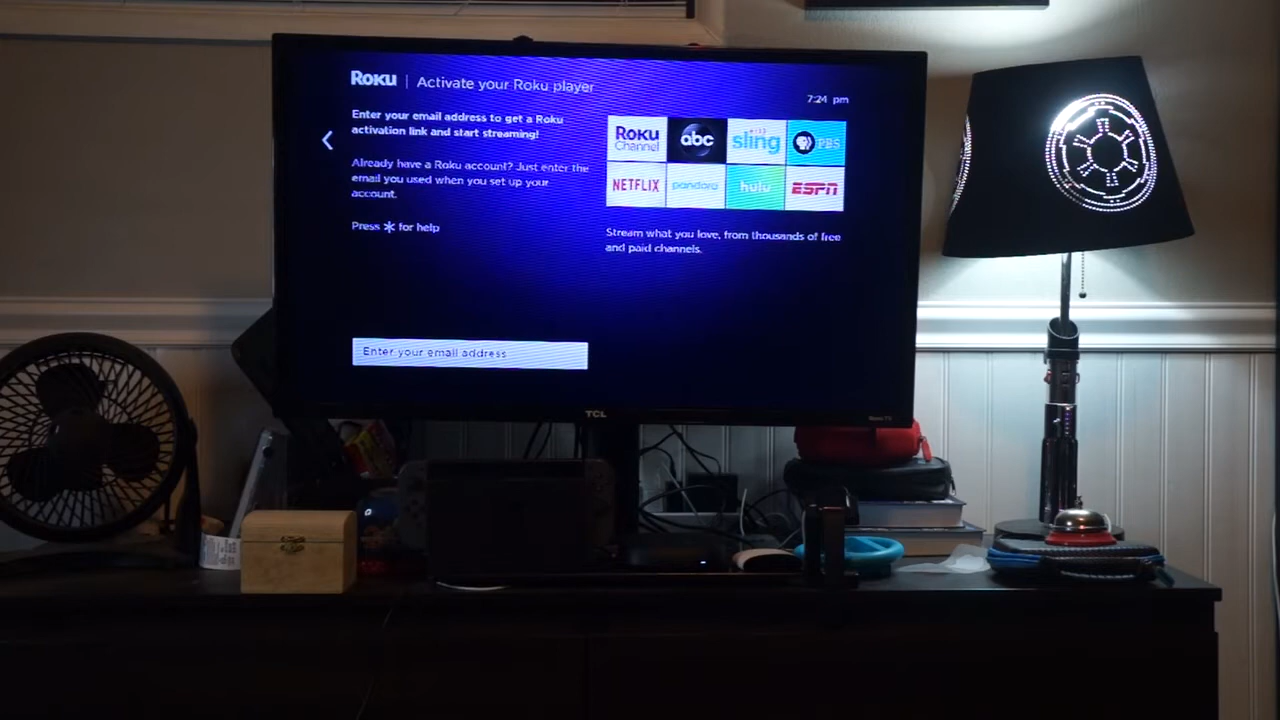 Roku | Activate your Roku player
7:24 pm
Enter your email address to get a Roku
activation link and start streaming!
Already have a Roku account? Just enter the
email you used when you set up your
account.
Press * for help
Roku Channel
abc
sling
PBS
NETFLIX
pandora
hulu
ESPN
Stream what you love, from thousands of free
and paid channels.
Enter your email address
TCL
Roku TV